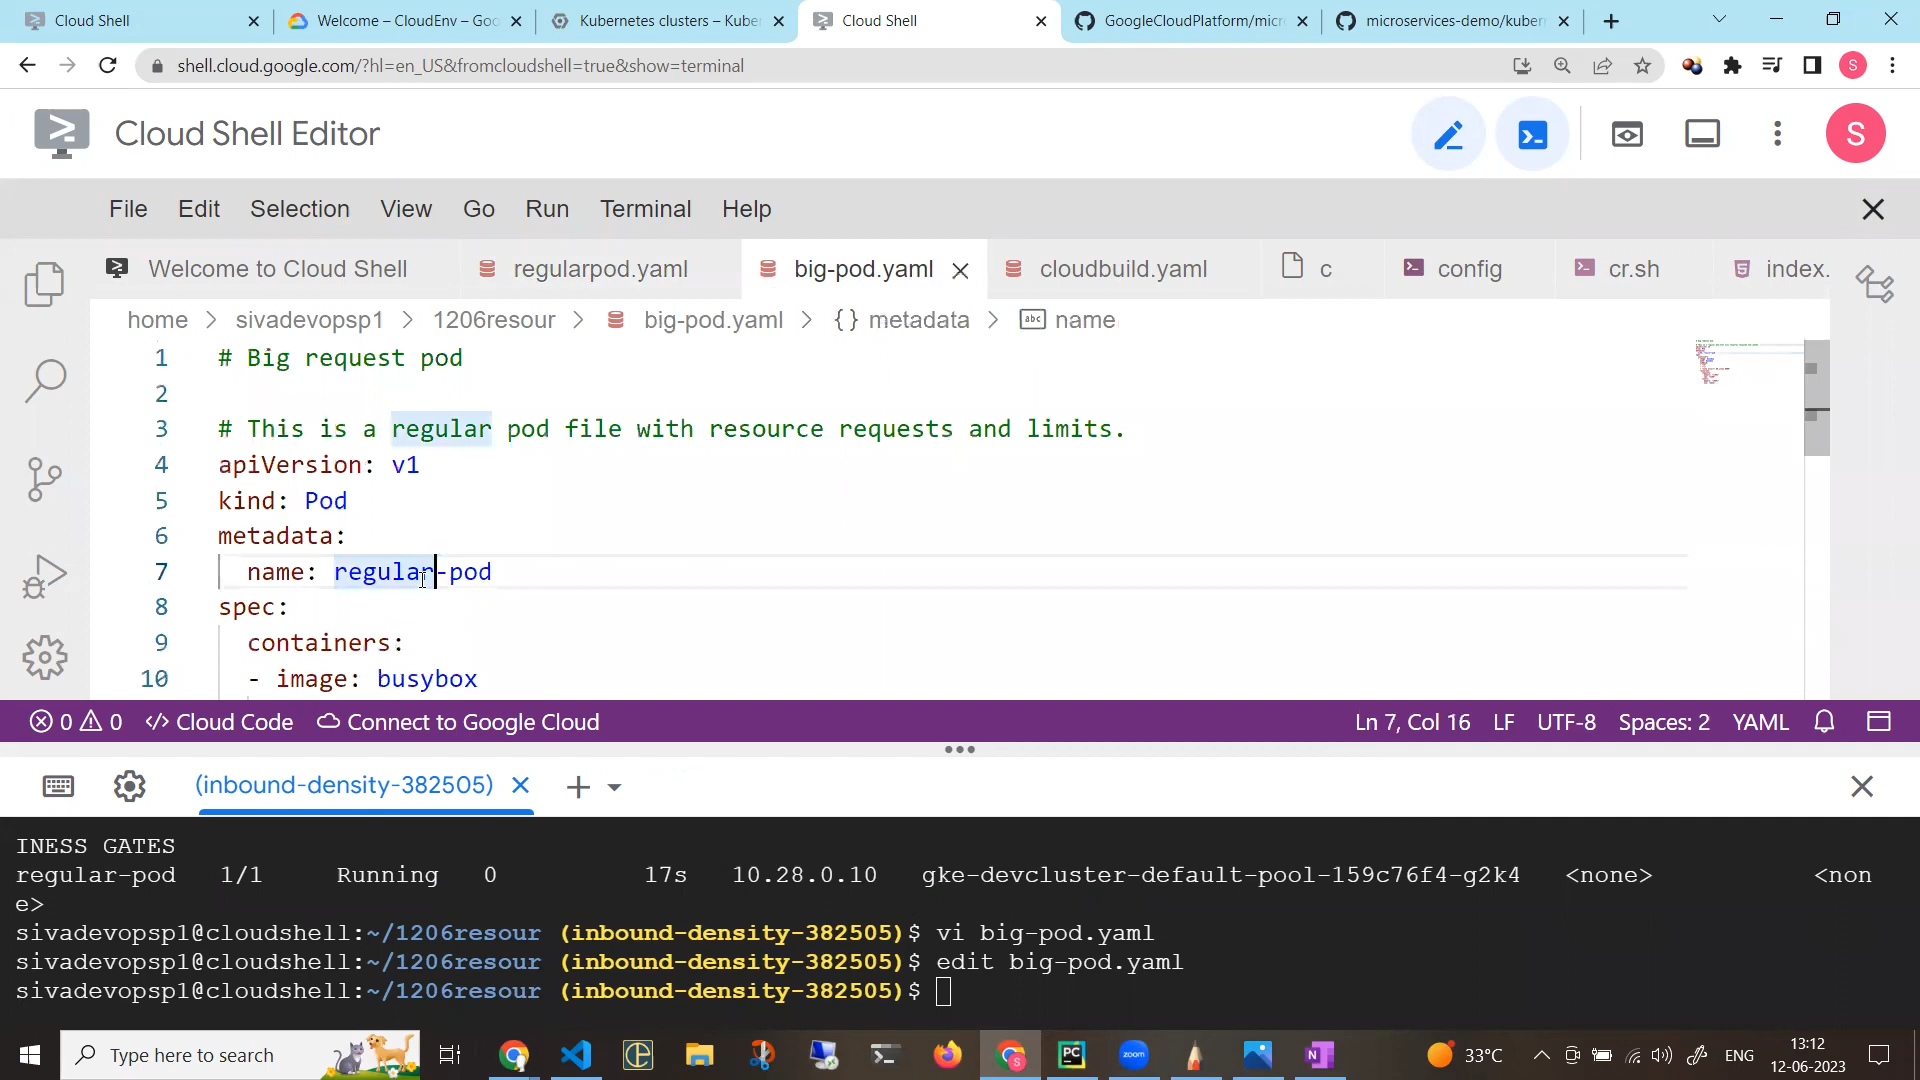 Cloud Shell
Welcome – CloudEnv – Goo
Kubernetes clusters – Kube
Cloud Shell
GoogleCloudPlatform/micr
microservices-demo/kuber
shell.cloud.google.com/?hl=en_US&fromcloudshell=true&show=terminal
S
Cloud Shell Editor
S
File Edit Selection View Go Run Terminal Help
Welcome to Cloud Shell regularpod.yaml big-pod.yaml cloudbuild.yaml c config cr.sh index.
home > sivadevopsp1 > 1206resour > big-pod.yaml > {} metadata > abc name
1 # Big request pod
2
3 # This is a regular pod file with resource requests and limits.
4 apiVersion: v1
5 kind: Pod
6 metadata:
7 name: regular-pod
8 spec:
9 containers:
10 - image: busybox
0 0 </> Cloud Code Connect to Google Cloud Ln 7, Col 16 LF UTF-8 Spaces: 2 YAML
(inbound-density-382505)
INESS GATES
regular-pod 1/1 Running 0 17s 10.28.0.10 gke-devcluster-default-pool-159c76f4-g2k4 <none> <non
e>
sivadevopsp1@cloudshell:~/1206resour (inbound-density-382505)$ vi big-pod.yaml
sivadevopsp1@cloudshell:~/1206resour (inbound-density-382505)$ edit big-pod.yaml
sivadevopsp1@cloudshell:~/1206resour (inbound-density-382505)$
Type here to search
PC
zoom
N
33°C
ENG
13:12
12-06-2023